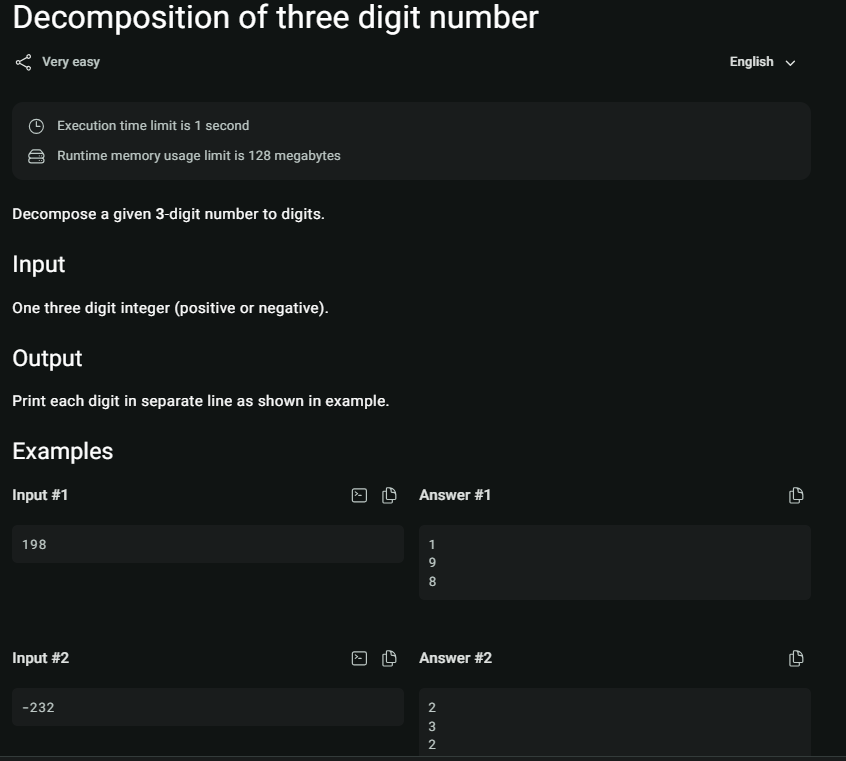 Decomposition of three digit number
Very easy
English
Execution time limit is 1 second
Runtime memory usage limit is 128 megabytes
Decompose a given 3-digit number to digits.
Input
One three digit integer (positive or negative).
Output
Print each digit in separate line as shown in example.
Examples
Input #1
Answer #1
198
1
9
8
Input #2
Answer #2
-232
2
3
2